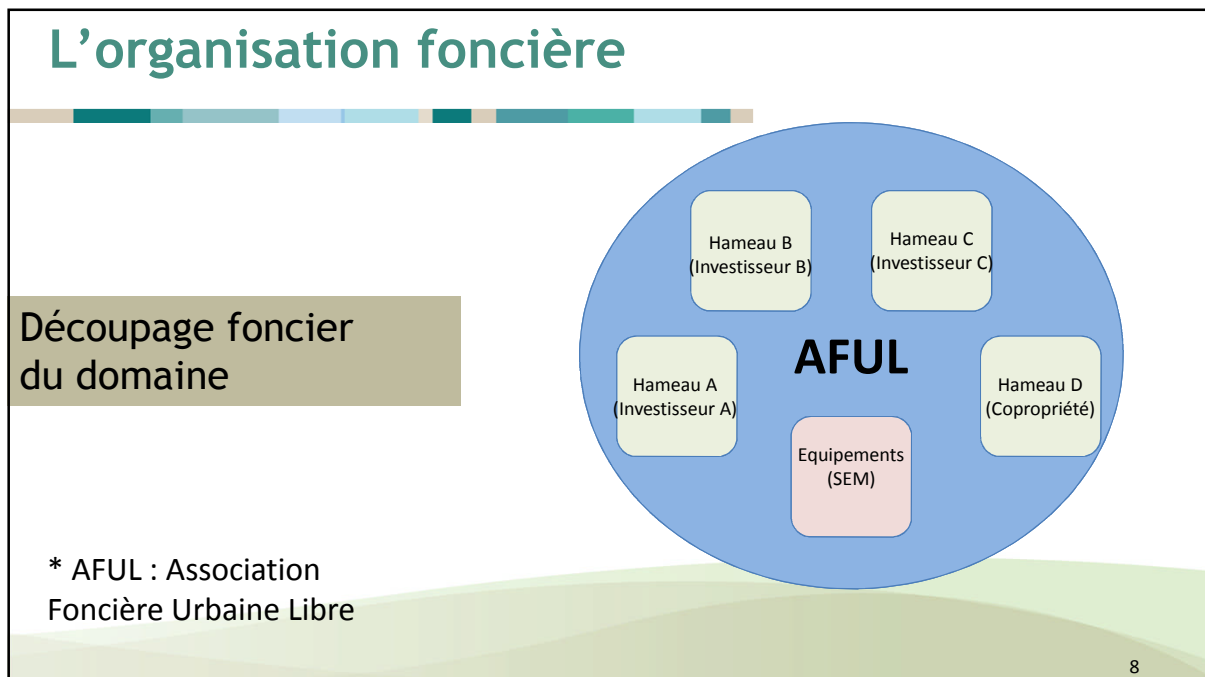 L’organisation foncière
Découpage foncier
du domaine
Hameau B
(Investisseur B)
Hameau C
(Investisseur C)
AFUL
Hameau A
(Investisseur A)
Hameau D
(Copropriété)
Equipements
(SEM)
* AFUL : Association
Foncière Urbaine Libre
8